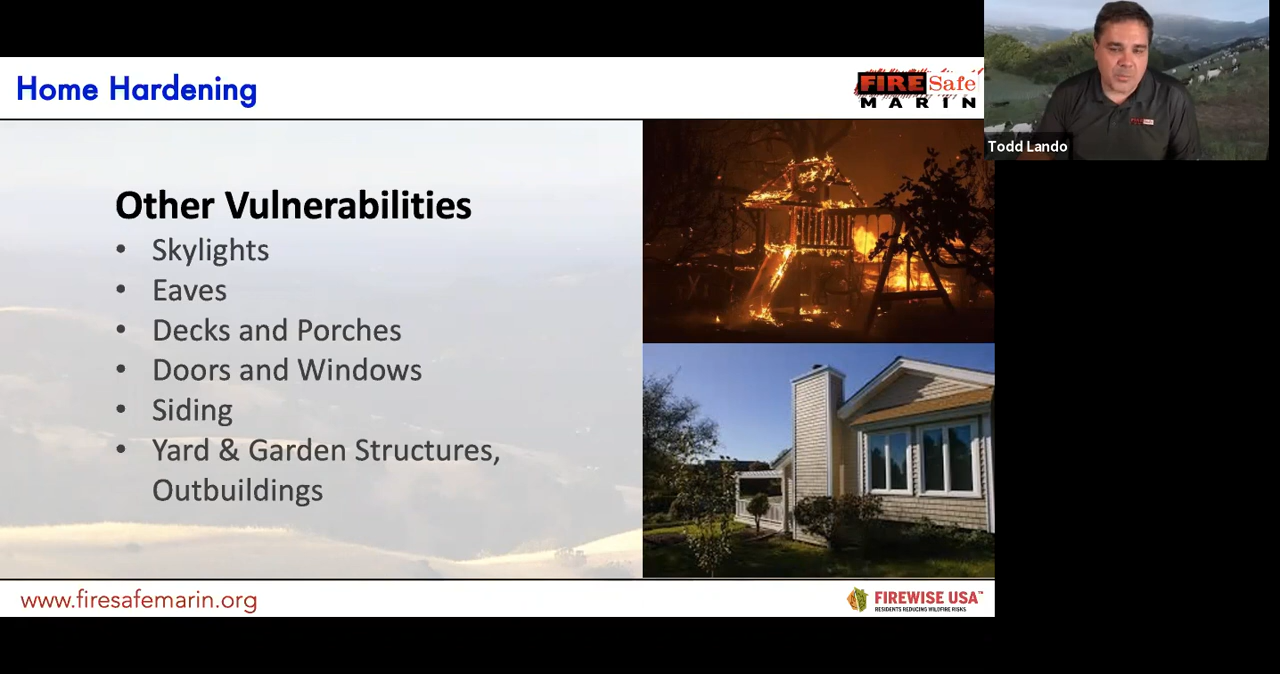 Home Hardening
FIRE Safe
MARIN
Todd Lando
Other Vulnerabilities
• Skylights
• Eaves
• Decks and Porches
• Doors and Windows
• Siding
• Yard & Garden Structures,
Outbuildings
www.firesafemarin.org
FIREWISE USA™
RESIDENTS REDUCING WILDFIRE RISKS